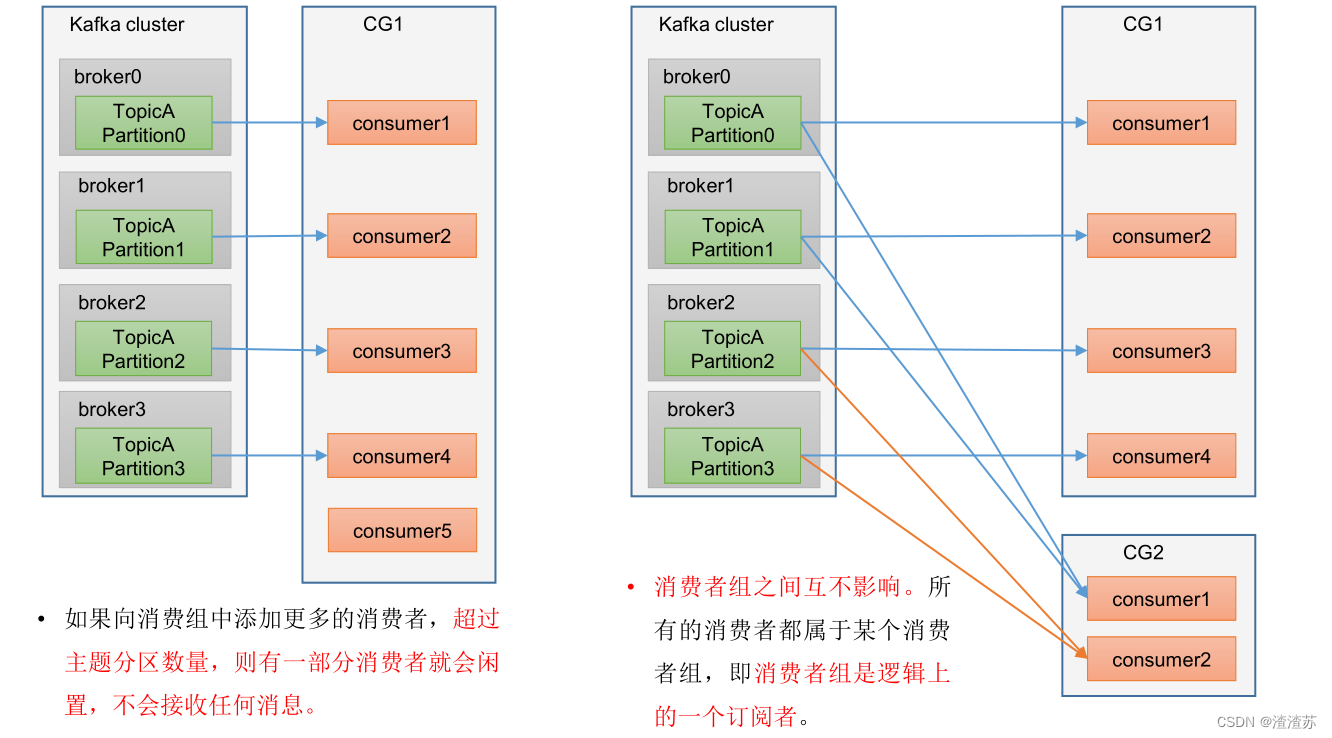 Kafka cluster
CG1
broker0
TopicA
Partition0
consumer1
broker1
TopicA
Partition1
consumer2
broker2
TopicA
Partition2
consumer3
broker3
TopicA
Partition3
consumer4
consumer5
• 如果向消费组中添加更多的消费者，超过
主题分区数量，则有一部分消费者就会闲
置，不会接收任何消息。
Kafka cluster
CG1
broker0
TopicA
Partition0
consumer1
broker1
TopicA
Partition1
consumer2
broker2
TopicA
Partition2
consumer3
broker3
TopicA
Partition3
consumer4
CG2
consumer1
consumer2
• 消费者组之间互不影响。所
有的消费者都属于某个消费
者组，即消费者组是逻辑上
的一个订阅者。
CSDN @渣渣苏